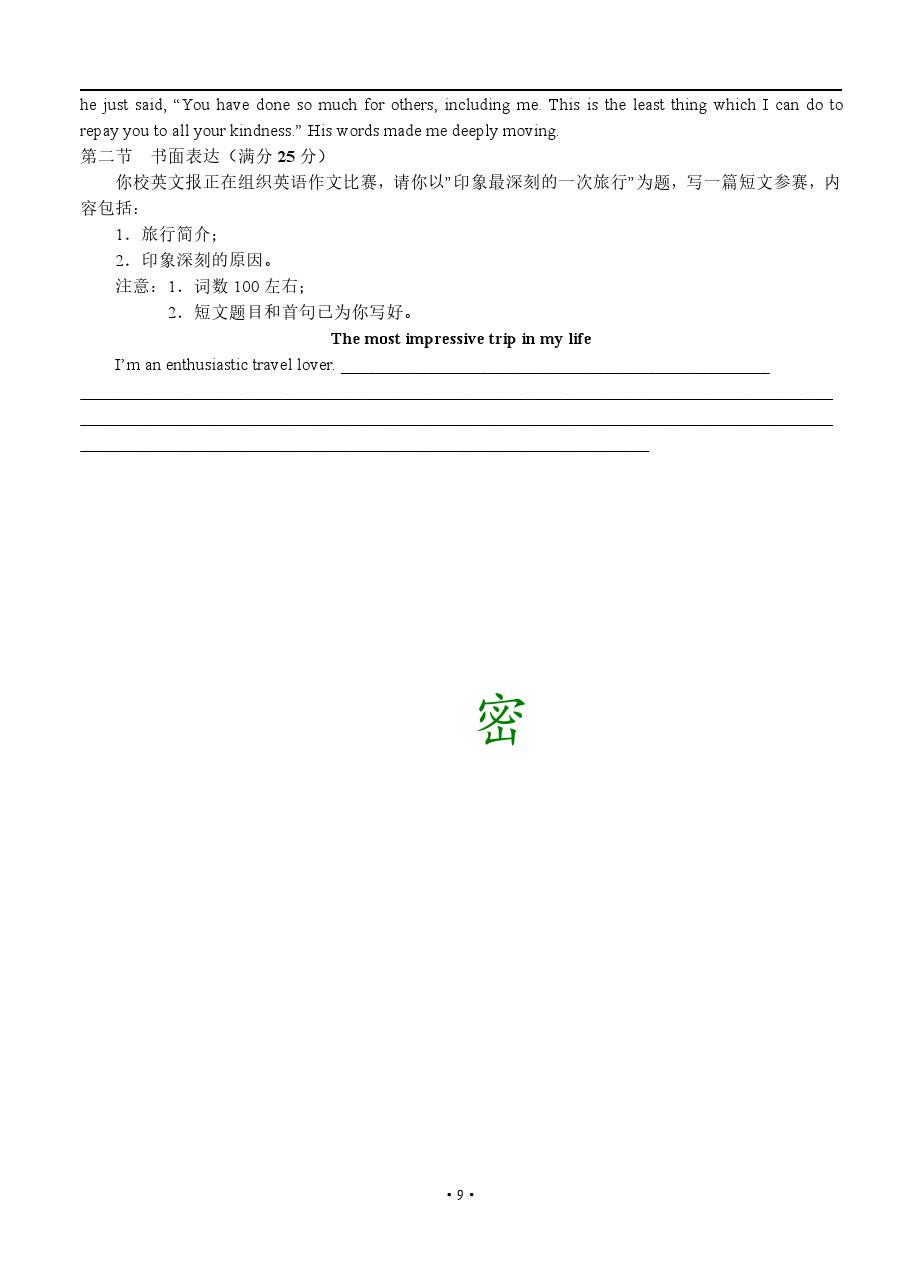 he just said, “You have done so much for others, including me. This is the least thing which I can do to
repay you to all your kindness.” His words made me deeply moving.
第二节　书面表达（满分 25 分）
你校英文报正在组织英语作文比赛，请你以”印象最深刻的一次旅行”为题，写一篇短文参赛，内
容包括：
1．旅行简介；
2．印象深刻的原因。
注意：1．词数 100 左右；
2．短文题目和首句已为你写好。
The most impressive trip in my life
I’m an enthusiastic travel lover.
密
• 9 •